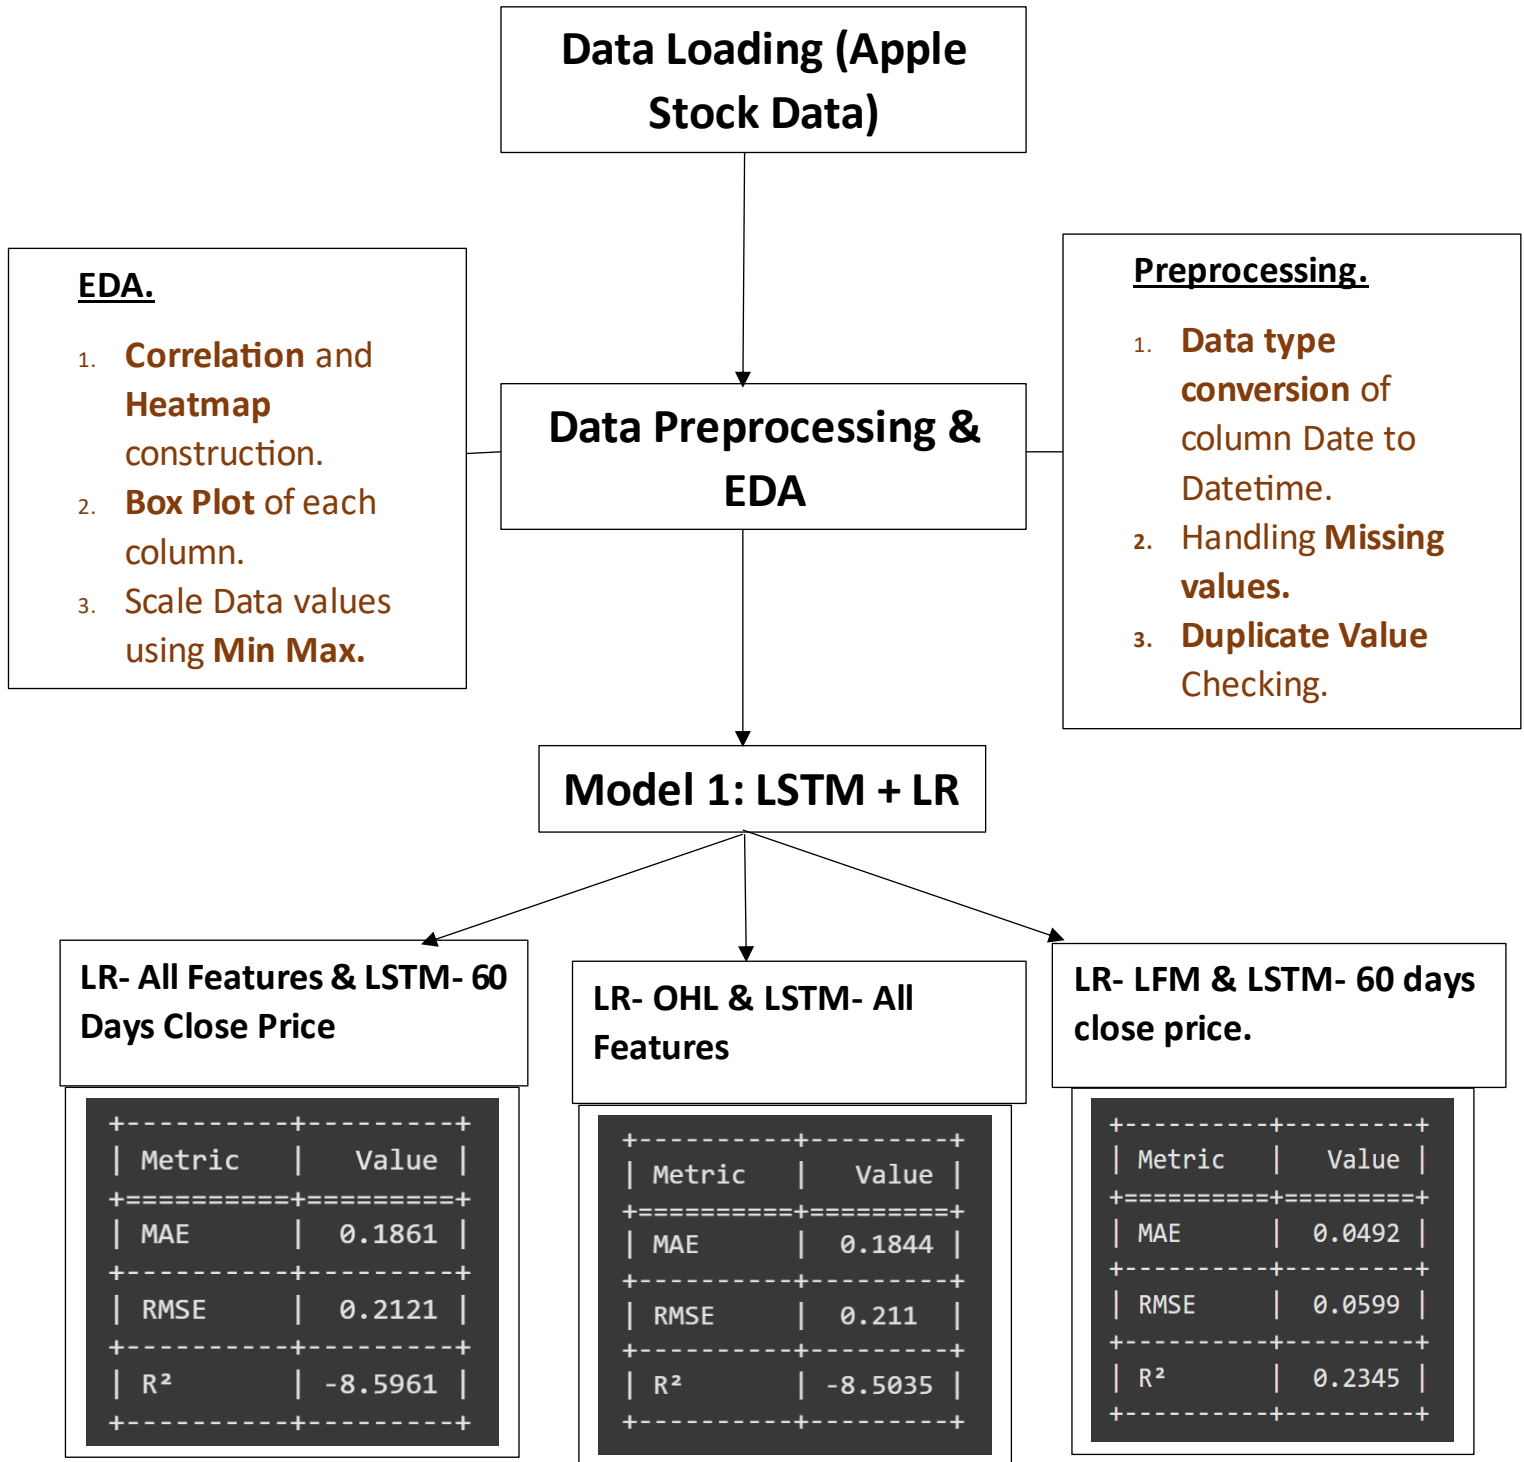 Data Loading (Apple
Stock Data)
EDA.
1. Correlation and
Heatmap
construction.
2. Box Plot of each
column.
3. Scale Data values
using Min Max.
Data Preprocessing &
EDA
Preprocessing.
1. Data type
conversion of
column Date to
Datetime.
2. Handling Missing
values.
3. Duplicate Value
Checking.
Model 1: LSTM + LR
LR- All Features & LSTM- 60
Days Close Price
+----------+---------+
| Metric | Value |
+==========+=========+
| MAE | 0.1861 |
+----------+---------+
| RMSE | 0.2121 |
+----------+---------+
| R² | -8.5961 |
+----------+---------+
LR- OHL & LSTM- All
Features
+----------+---------+
| Metric | Value |
+==========+=========+
| MAE | 0.1844 |
+----------+---------+
| RMSE | 0.211 |
+----------+---------+
| R² | -8.5035 |
+----------+---------+
LR- LFM & LSTM- 60 days
close price.
+----------+---------+
| Metric | Value |
+==========+=========+
| MAE | 0.0492 |
+----------+---------+
| RMSE | 0.0599 |
+----------+---------+
| R² | 0.2345 |
+----------+---------+